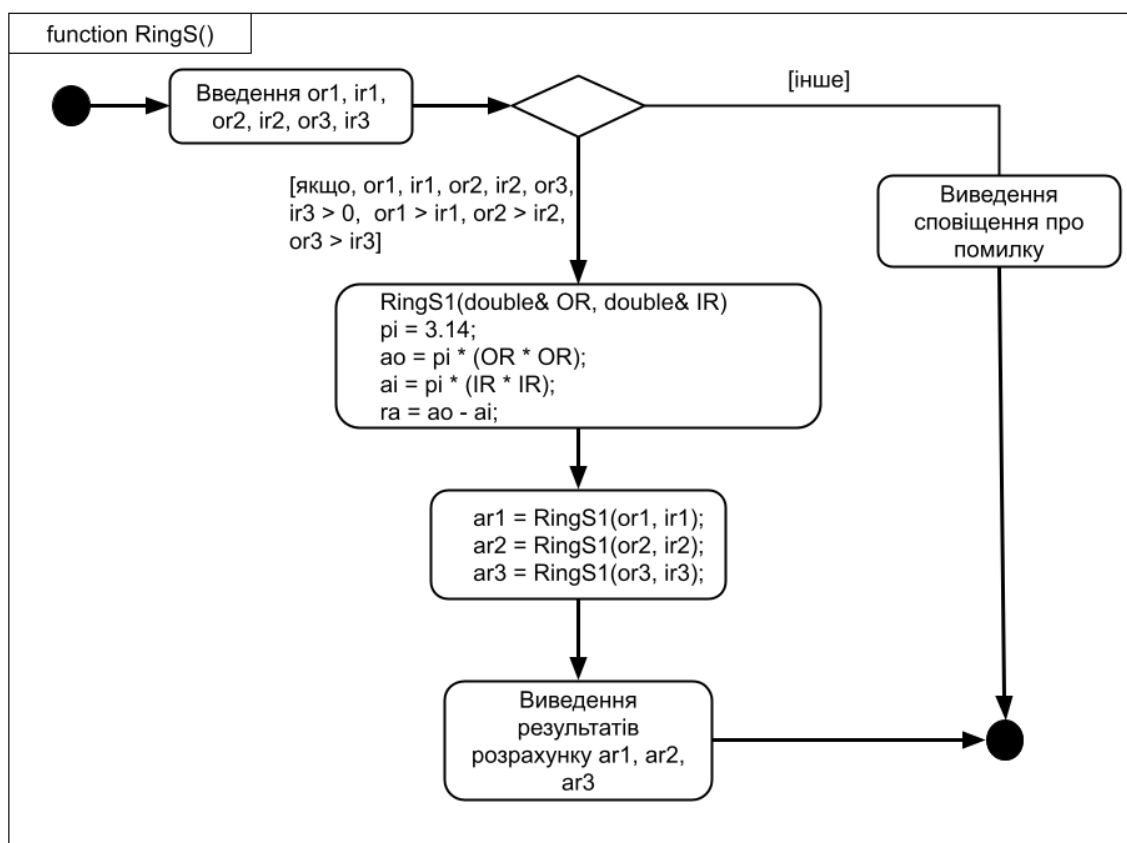 function RingS()
Введення or1, ir1,
or2, ir2, or3, ir3
[інше]
[якщо, or1, ir1, or2, ir2, or3,
ir3 > 0, or1 > ir1, or2 > ir2,
or3 > ir3]
Виведення
сповіщення про
помилку
RingS1(double& OR, double& IR)
pi = 3.14;
ao = pi * (OR * OR);
ai = pi * (IR * IR);
ra = ao - ai;
ar1 = RingS1(or1, ir1);
ar2 = RingS1(or2, ir2);
ar3 = RingS1(or3, ir3);
Виведення
результатів
розрахунку ar1, ar2,
ar3